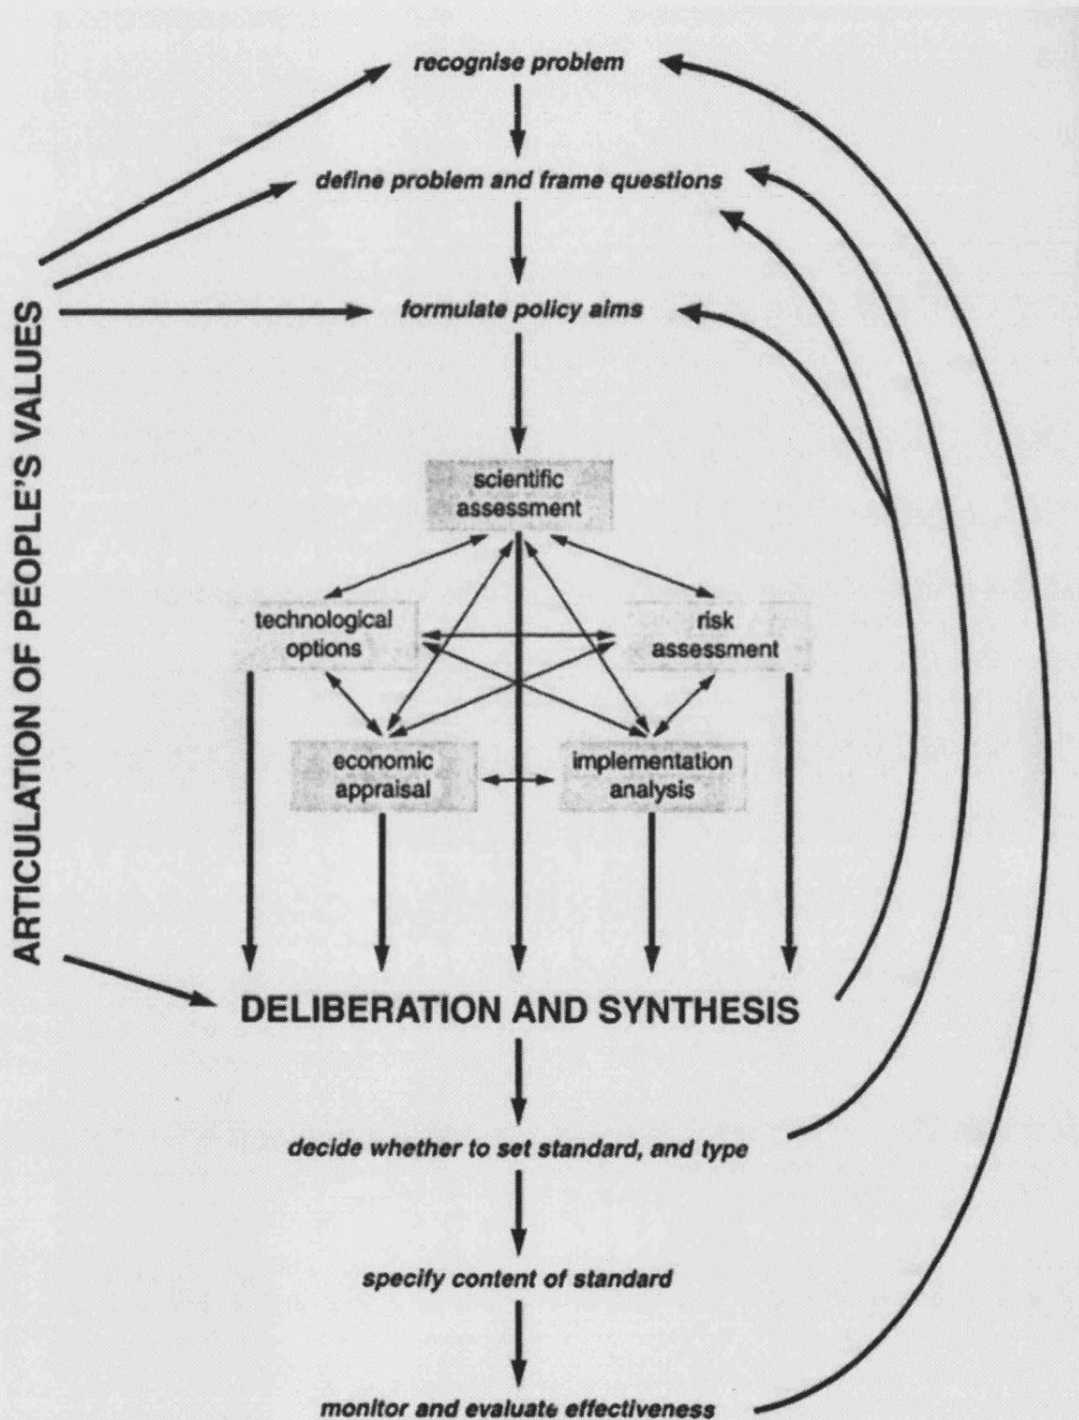 recognise problem
define problem and frame questions
formulate policy aims
ARTICULATION OF PEOPLE'S VALUES
scientific
assessment
technological
options
risk
assessment
economic
appraisal
implementation
analysis
DELIBERATION AND SYNTHESIS
decide whether to set standard, and type
specify content of standard
monitor and evaluate effectiveness